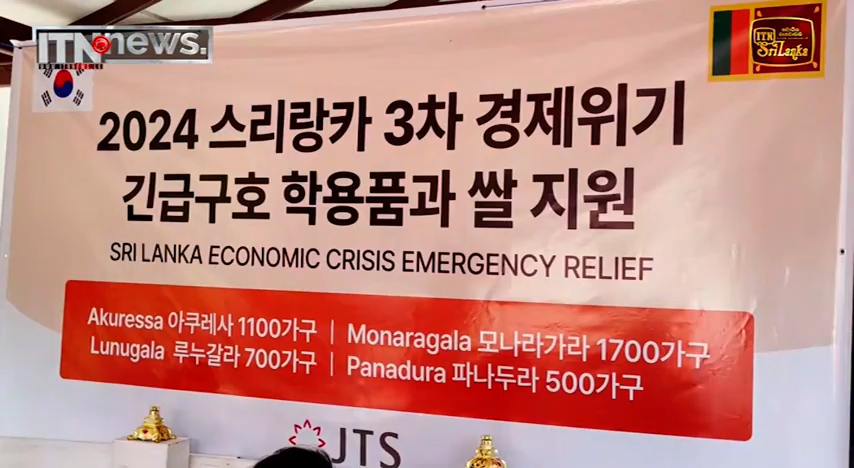 ITN news.
WWW.ITNNEWS.LK
ITN
Sri Lanka
2024 스리랑카 3차 경제위기
긴급구호 학용품과 쌀 지원
SRI LANKA ECONOMIC CRISIS EMERGENCY RELIEF
Akuressa 아쿠레사 1100가구 | Monaragala 모나라가라 1700가구
Lunugala 루누갈라 700가구 | Panadura 파나두라 500가구
JTS